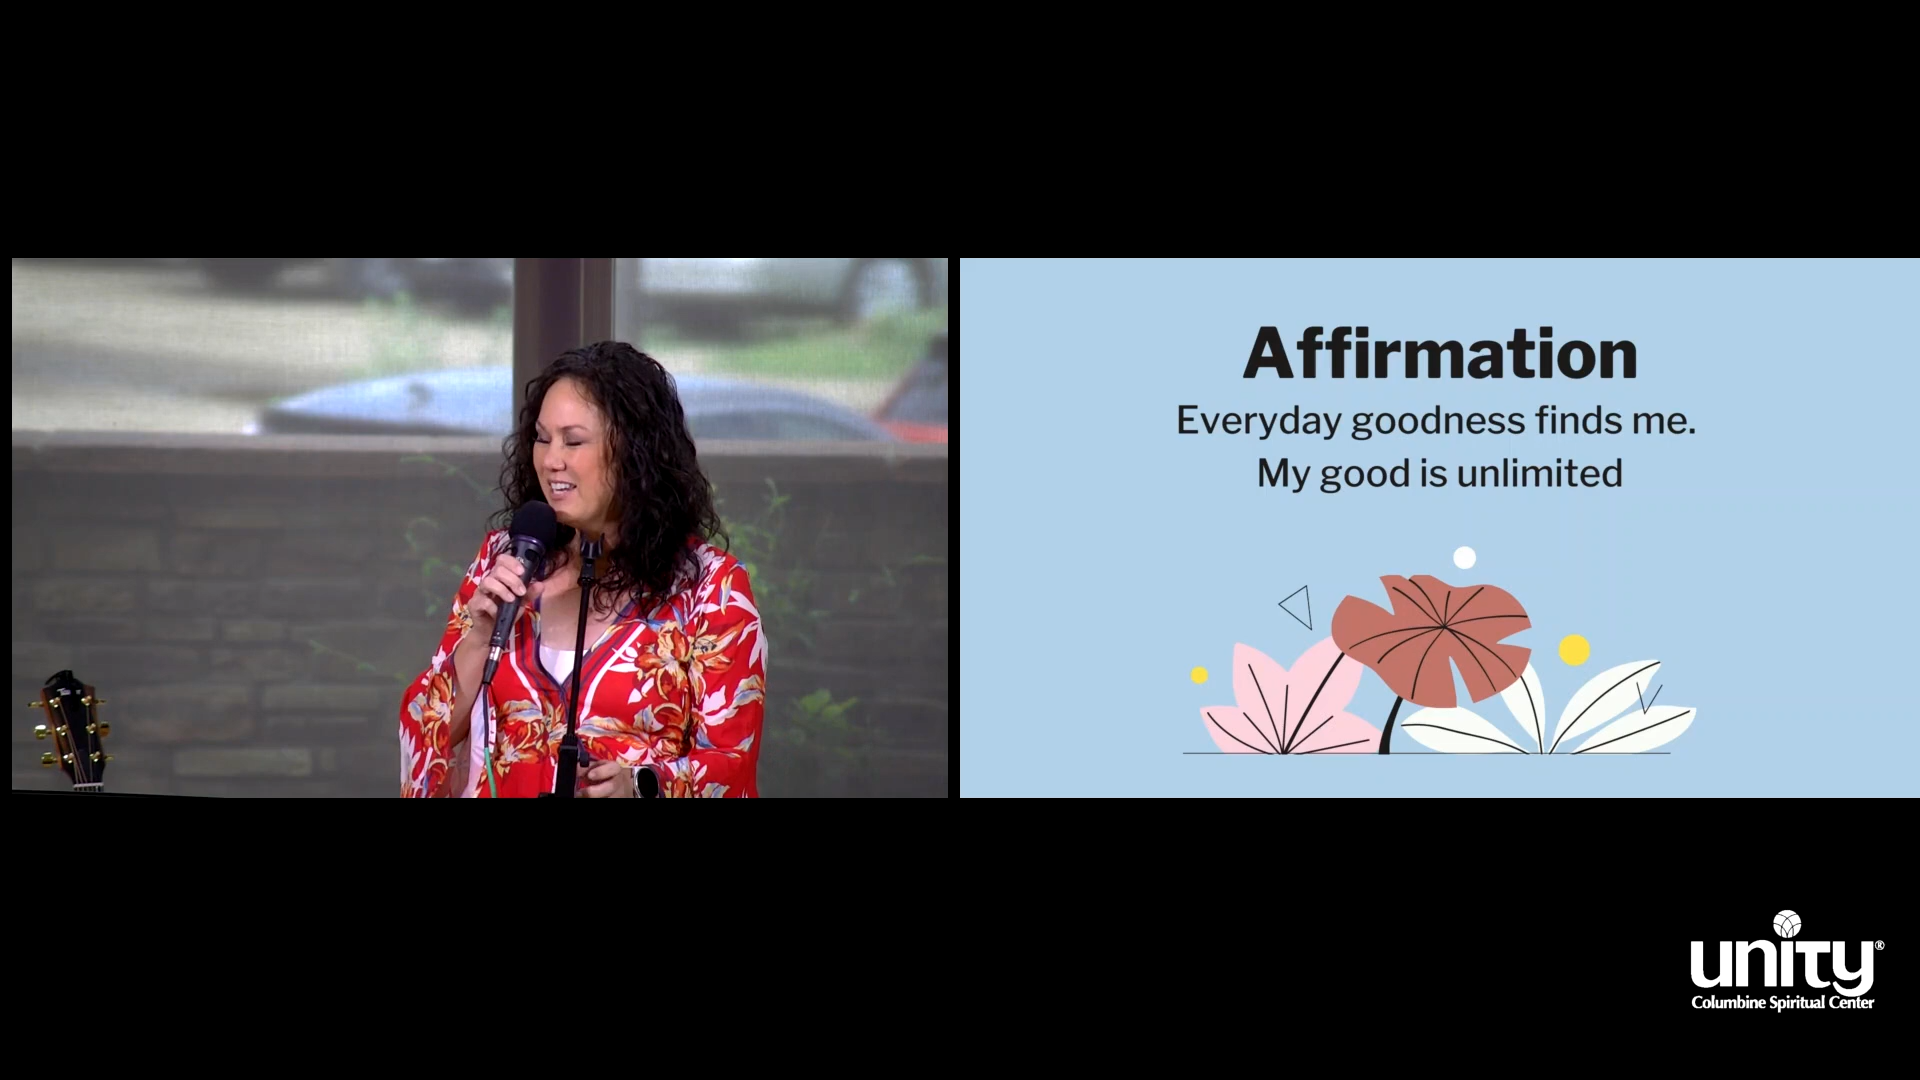 Affirmation
Everyday goodness finds me.
My good is unlimited
unity®
Columbine Spiritual Center